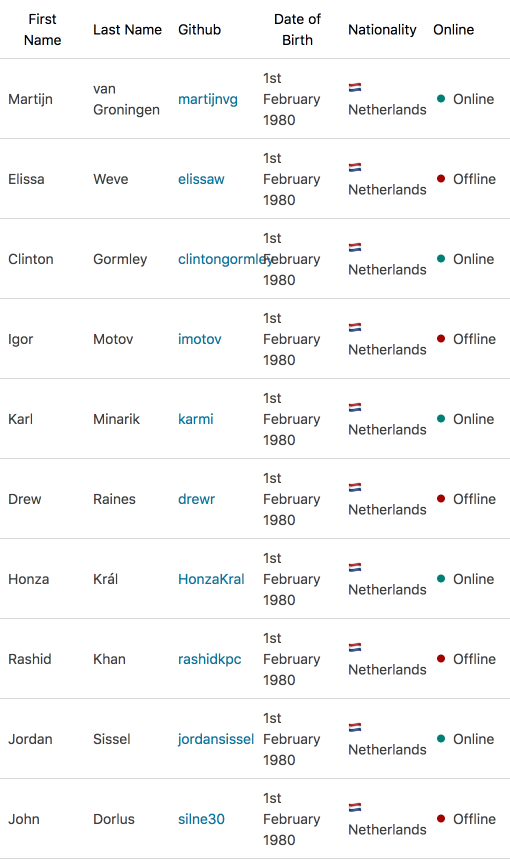 First Name Last Name Github Date of Birth Nationality Online
Martijn van Groningen martijnvg 1st February 1980 Netherlands Online
Elissa Weve elissaw 1st February 1980 Netherlands Offline
Clinton Gormley clintongormley 1st February 1980 Netherlands Online
Igor Motov imotov 1st February 1980 Netherlands Offline
Karl Minarik karmi 1st February 1980 Netherlands Online
Drew Raines drewr 1st February 1980 Netherlands Offline
Honza Král HonzaKral 1st February 1980 Netherlands Online
Rashid Khan rashidkpc 1st February 1980 Netherlands Offline
Jordan Sissel jordansissel 1st February 1980 Netherlands Online
John Dorlus silne30 1st February 1980 Netherlands Offline